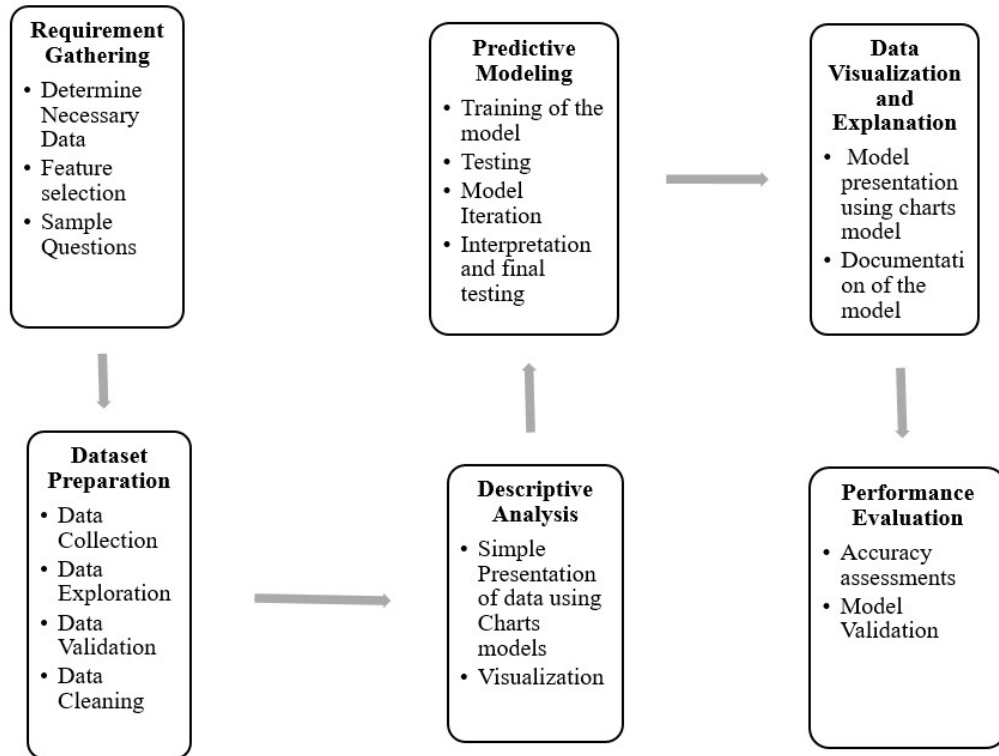 Requirement
Gathering
• Determine
Necessary
Data
• Feature
selection
• Sample
Questions
Dataset
Preparation
• Data
Collection
• Data
Exploration
• Data
Validation
• Data
Cleaning
Descriptive
Analysis
• Simple
Presentation
of data using
Charts
models
• Visualization
Predictive
Modeling
• Training of the
model
• Testing
• Model
Iteration
• Interpretation
and final
testing
Data
Visualization
and
Explanation
• Model
presentation
using charts
model
• Documentati
on of the
model
Performance
Evaluation
• Accuracy
assessments
• Model
Validation